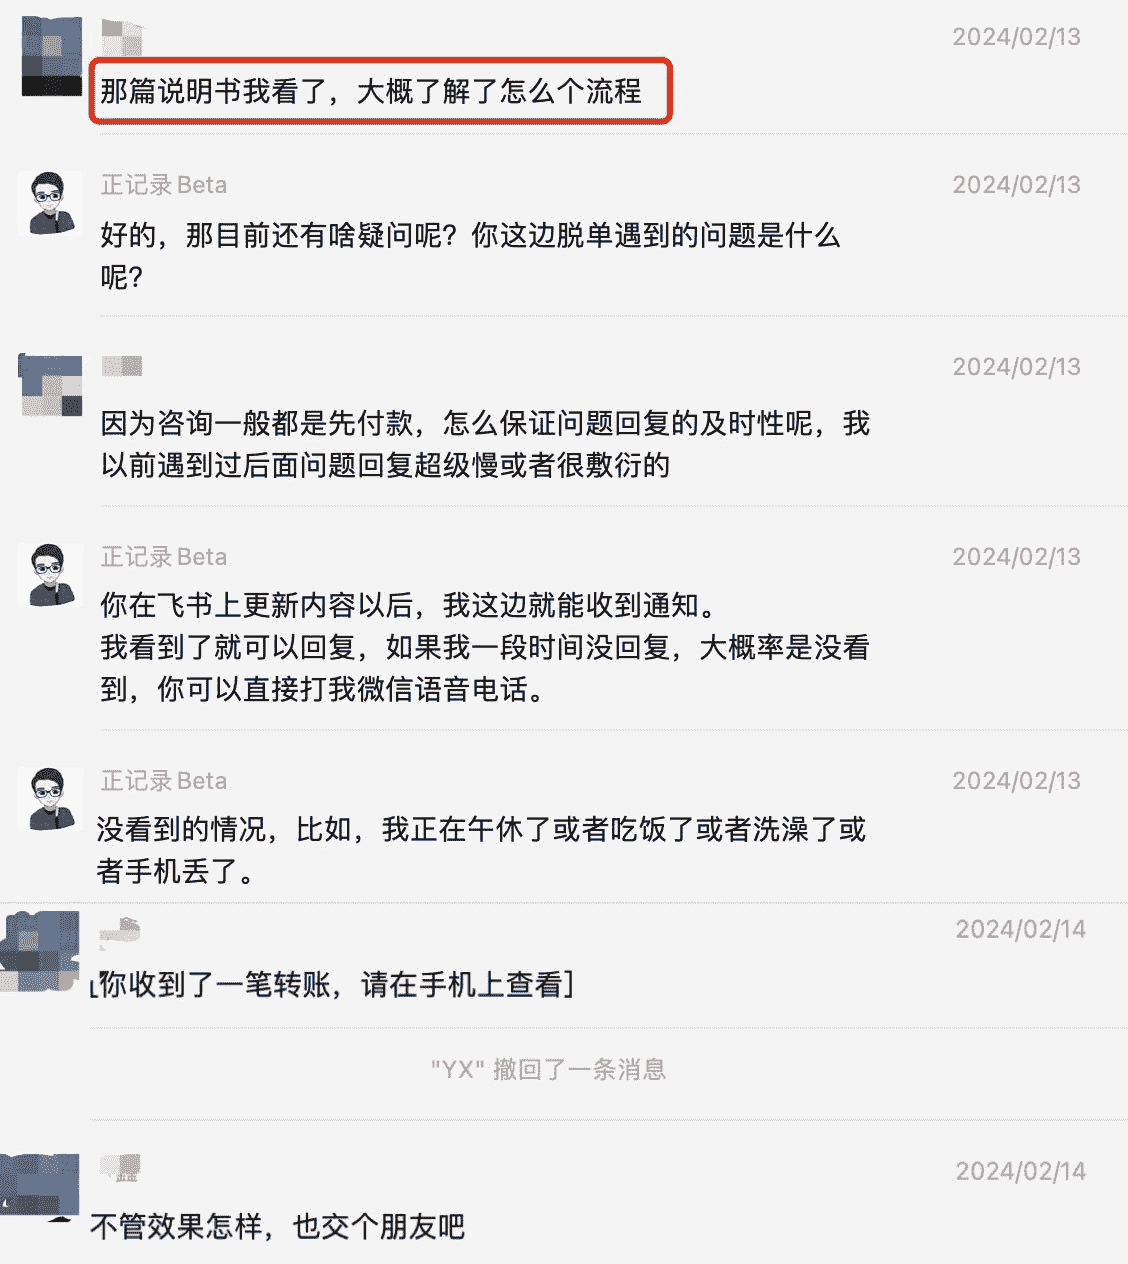 2024/02/13
那篇说明书我看了，大概了解了怎么个流程
正记录Beta
2024/02/13
好的，那目前还有啥疑问呢？你这边脱单遇到的问题是什么
呢？
2024/02/13
因为咨询一般都是先付款，怎么保证问题回复的及时性呢，我
以前遇到过后面问题回复超级慢或者很敷衍的
正记录Beta
2024/02/13
你在飞书上更新内容以后，我这边就能收到通知。
我看到了就可以回复，如果我一段时间没回复，大概率是没看
到，你可以直接打我微信语音电话。
正记录Beta
2024/02/13
没看到的情况，比如，我正在午休了或者吃饭了或者洗澡了或
者手机丢了。
2024/02/14
[你收到了一笔转账，请在手机上查看]
"YX" 撤回了一条消息
2024/02/14
不管效果怎样，也交个朋友吧